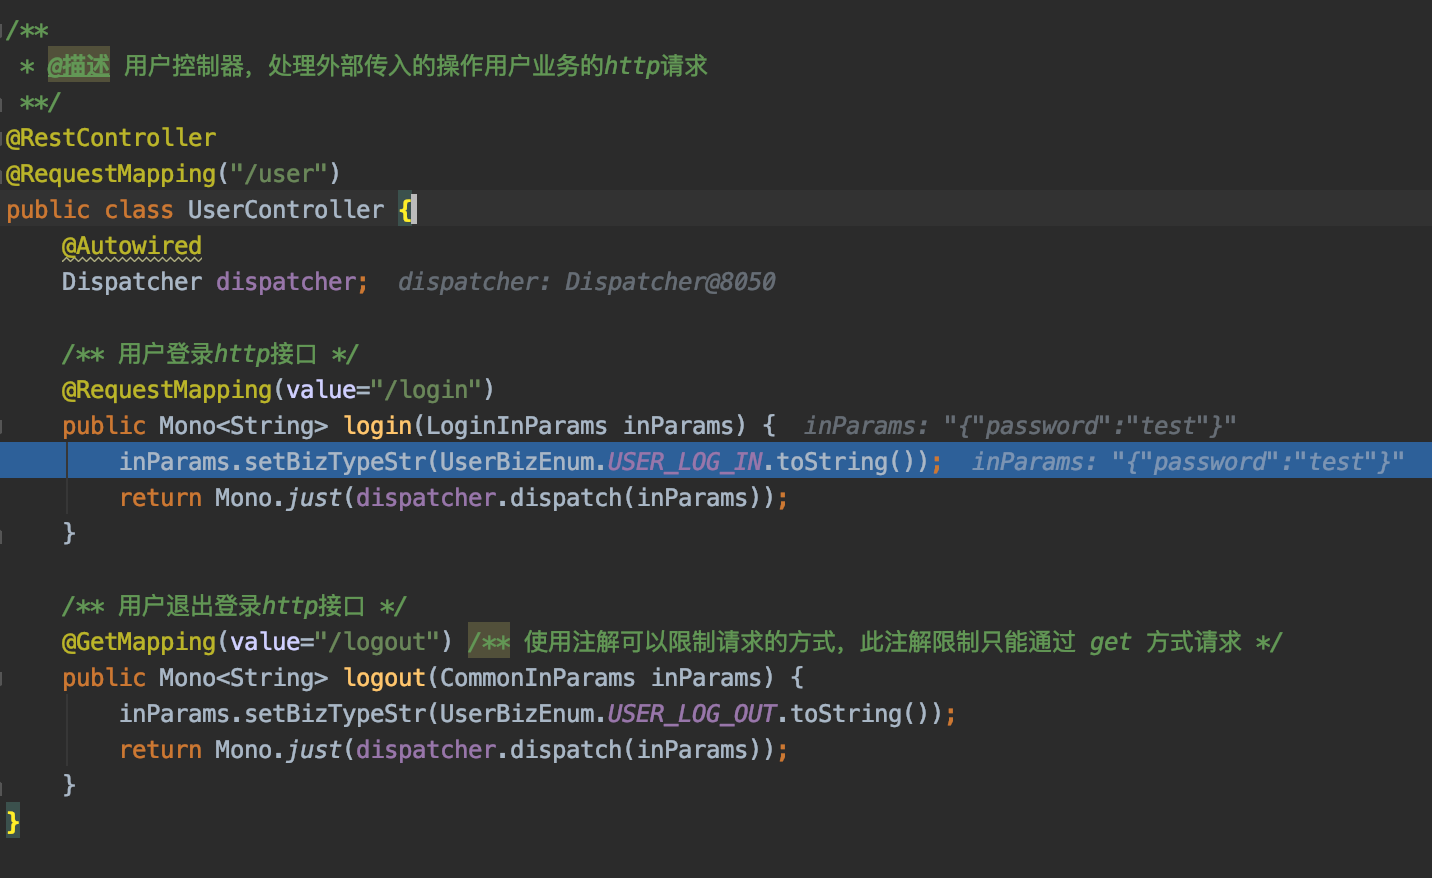 /**
 * @描述 用户控制器，处理外部传入的操作用户业务的http请求
 **/
@RestController
@RequestMapping("/user")
public class UserController {
    @Autowired
    Dispatcher dispatcher;  dispatcher: Dispatcher@8050
    /** 用户登录http接口 */
    @RequestMapping(value="/login")
    public Mono<String> login(LoginInParams inParams) {  inParams: "{"password":"test"}"
        inParams.setBizTypeStr(UserBizEnum.USER_LOG_IN.toString());  inParams: "{"password":"test"}"
        return Mono.just(dispatcher.dispatch(inParams));
    }
    /** 用户退出登录http接口 */
    @GetMapping(value="/logout") /** 使用注解可以限制请求的方式，此注解限制只能通过 get 方式请求 */
    public Mono<String> logout(CommonInParams inParams) {
        inParams.setBizTypeStr(UserBizEnum.USER_LOG_OUT.toString());
        return Mono.just(dispatcher.dispatch(inParams));
    }
}